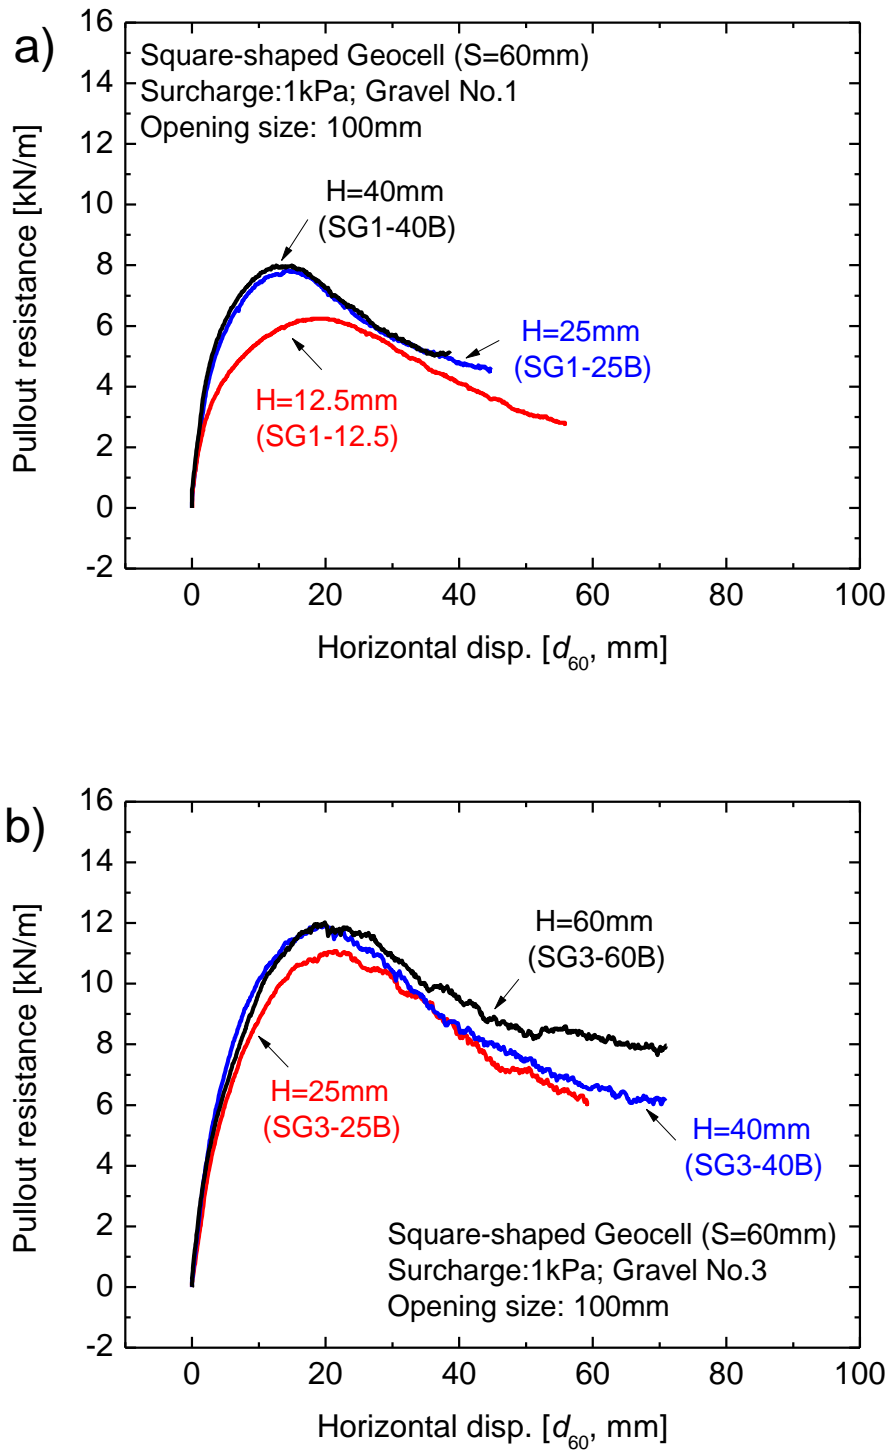 a)
16
14
12
10
8
6
4
2
0
-2
Pullout resistance [kN/m]
Square-shaped Geocell (S=60mm)
Surcharge:1kPa; Gravel No.1
Opening size: 100mm
H=40mm
(SG1-40B)
H=25mm
(SG1-25B)
H=12.5mm
(SG1-12.5)
0 20 40 60 80 100
Horizontal disp. [d60, mm]
b)
16
14
12
10
8
6
4
2
0
-2
Pullout resistance [kN/m]
H=60mm
(SG3-60B)
H=25mm
(SG3-25B)
H=40mm
(SG3-40B)
Square-shaped Geocell (S=60mm)
Surcharge:1kPa; Gravel No.3
Opening size: 100mm
0 20 40 60 80 100
Horizontal disp. [d60, mm]